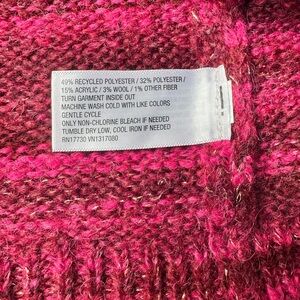 49% RECYCLED POLYESTER / 32% POLYESTER /
15% ACRYLIC / 3% WOOL / 1% OTHER FIBER
TURN GARMENT INSIDE OUT
MACHINE WASH COLD WITH LIKE COLORS
GENTLE CYCLE
ONLY NON-CHLORINE BLEACH IF NEEDED
TUMBLE DRY LOW, COOL IRON IF NEEDED
RN17730 VN1317080